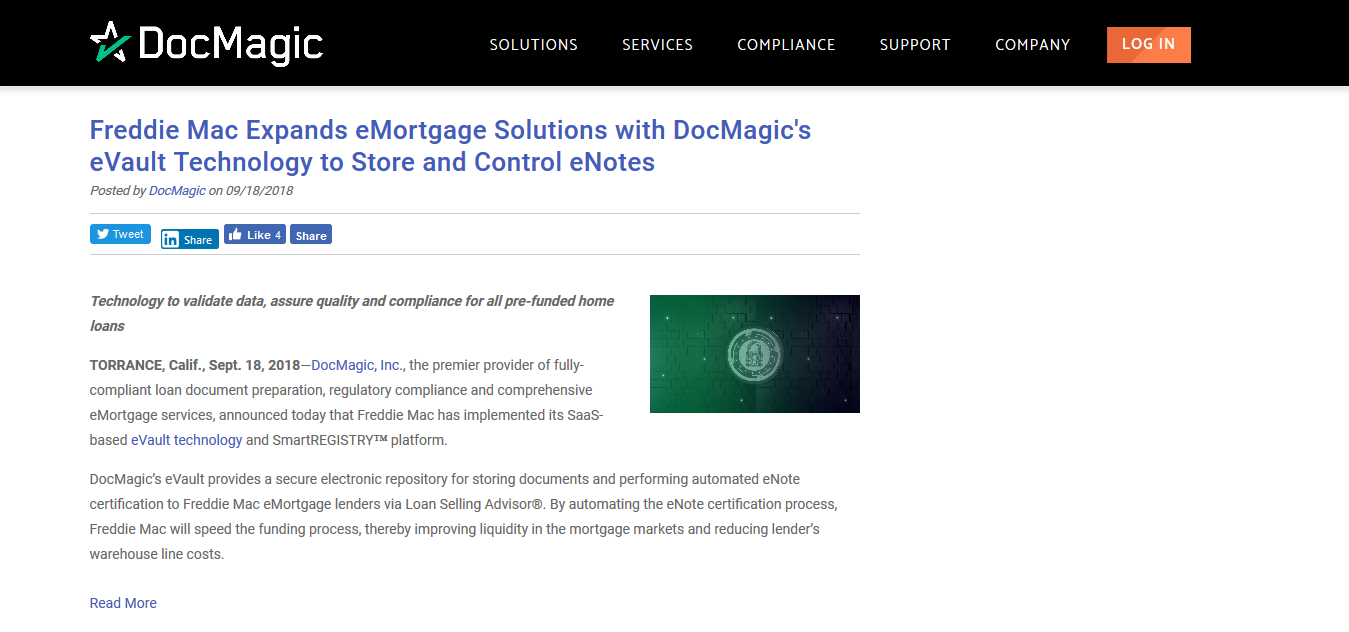 DocMagic
SOLUTIONS SERVICES COMPLIANCE SUPPORT COMPANY LOG IN
Freddie Mac Expands eMortgage Solutions with DocMagic's
eVault Technology to Store and Control eNotes
Posted by DocMagic on 09/18/2018
Tweet in Share Like 4 Share
Technology to validate data, assure quality and compliance for all pre-funded home
loans
TORRANCE, Calif., Sept. 18, 2018—DocMagic, Inc., the premier provider of fully-
compliant loan document preparation, regulatory compliance and comprehensive
eMortgage services, announced today that Freddie Mac has implemented its SaaS-
based eVault technology and SmartREGISTRY™ platform.
DocMagic’s eVault provides a secure electronic repository for storing documents and performing automated eNote
certification to Freddie Mac eMortgage lenders via Loan Selling Advisor®. By automating the eNote certification process,
Freddie Mac will speed the funding process, thereby improving liquidity in the mortgage markets and reducing lender’s
warehouse line costs.
Read More